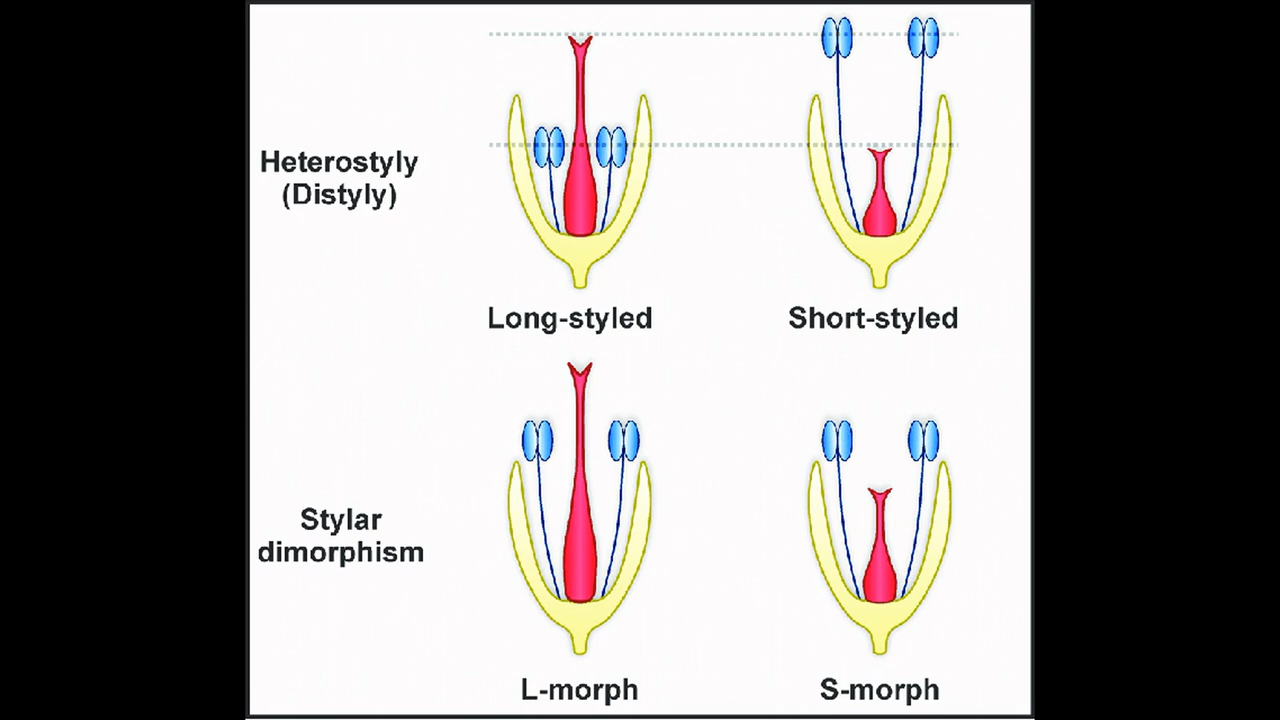 Heterostyly
(Distyly)
Long-styled
Short-styled
Stylar
dimorphism
L-morph
S-morph